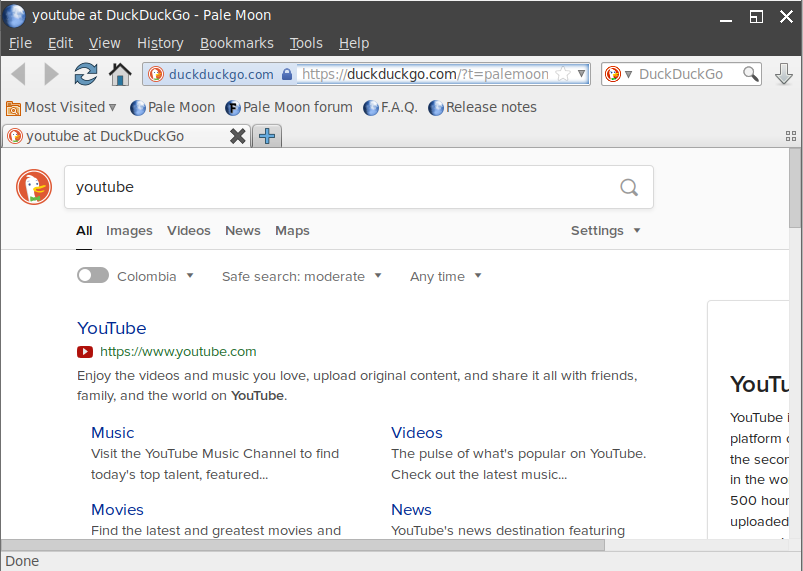 youtube at DuckDuckGo - Pale Moon
File Edit View History Bookmarks Tools Help
duckduckgo.com https://duckduckgo.com/?t=palemoon DuckDuckGo
Most Visited Pale Moon Pale Moon forum F.A.Q. Release notes
youtube at DuckDuckGo
youtube
All Images Videos News Maps Settings
Colombia Safe search: moderate Any time
YouTube
https://www.youtube.com
Enjoy the videos and music you love, upload original content, and share it all with friends,
family, and the world on YouTube.
Music
Visit the YouTube Music Channel to find
today's top talent, featured...
Videos
The pulse of what's popular on YouTube.
Check out the latest music...
Movies
Find the latest and greatest movies and
News
YouTube's news destination featuring
YouTu
YouTube i
platform o
the secon
in the wo
500 hour
uploaded
Done